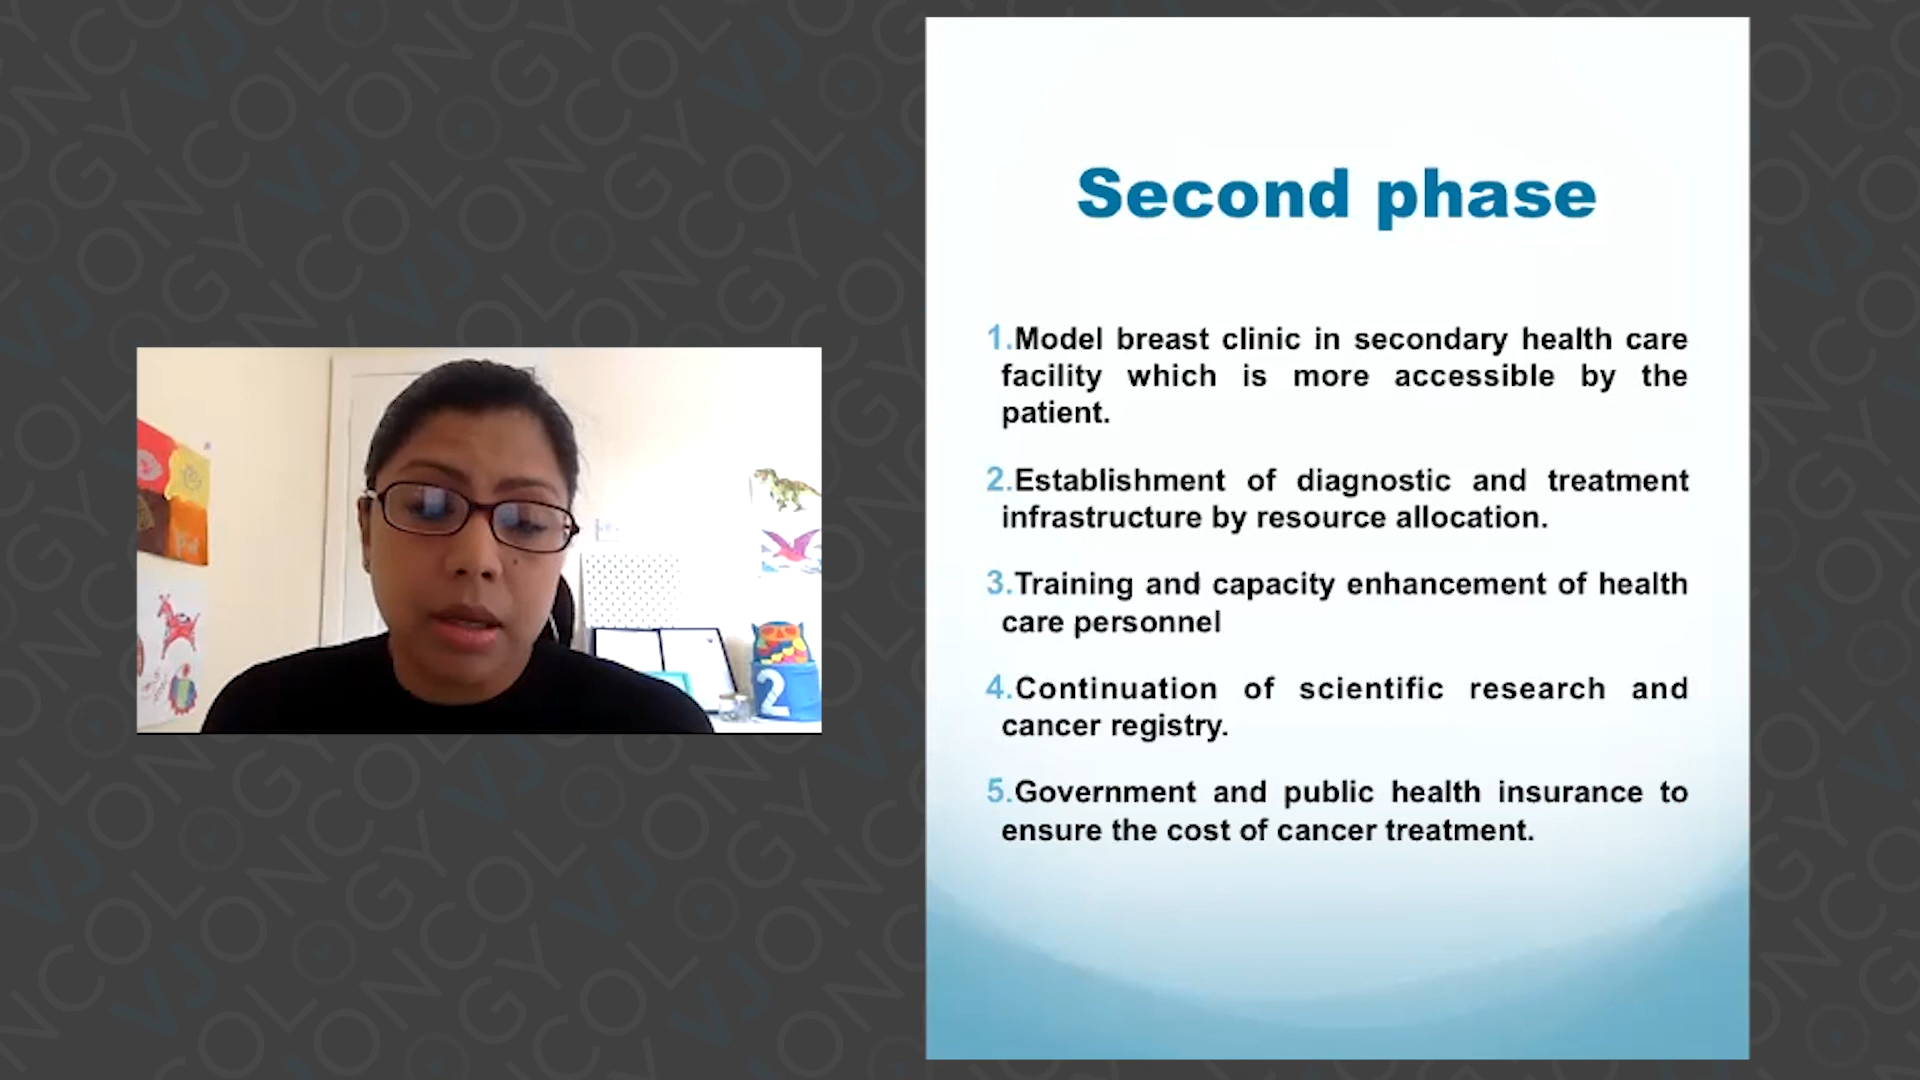 Second phase
1.Model breast clinic in secondary health care
facility which is more accessible by the
patient.
2.Establishment of diagnostic and treatment
infrastructure by resource allocation.
3.Training and capacity enhancement of health
care personnel
4.Continuation of scientific research and
cancer registry.
5.Government and public health insurance to
ensure the cost of cancer treatment.
2